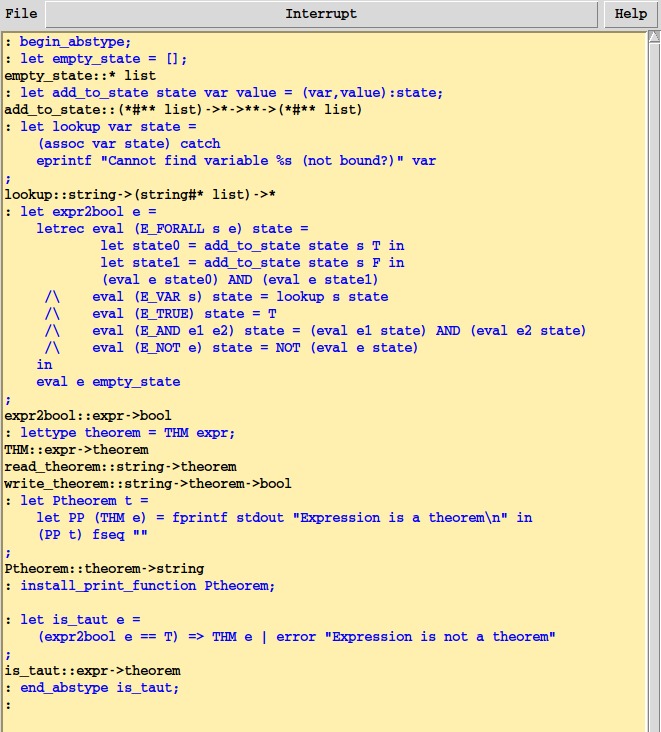 File Interrupt Help
: begin_abstype;
: let empty_state = [];
empty_state::* list
: let add_to_state state var value = (var,value):state;
add_to_state::(*#** list)->*->**->(*#** list)
: let lookup var state =
    (assoc var state) catch
    eprintf "Cannot find variable %s (not bound?)" var
;
lookup::string->(string#* list)->*
: let expr2bool e =
    letrec eval (E_FORALL s e) state =
            let state0 = add_to_state state s T in
            let state1 = add_to_state state s F in
            (eval e state0) AND (eval e state1)
     /\    eval (E_VAR s) state = lookup s state
     /\    eval (E_TRUE) state = T
     /\    eval (E_AND e1 e2) state = (eval e1 state) AND (eval e2 state)
     /\    eval (E_NOT e) state = NOT (eval e state)
    in
    eval e empty_state
;
expr2bool::expr->bool
: lettype theorem = THM expr;
THM::expr->theorem
read_theorem::string->theorem
write_theorem::string->theorem->bool
: let Ptheorem t =
    let PP (THM e) = fprintf stdout "Expression is a theorem\n" in
    (PP t) fseq ""
;
Ptheorem::theorem->string
: install_print_function Ptheorem;
: let is_taut e =
    (expr2bool e == T) => THM e | error "Expression is not a theorem"
;
is_taut::expr->theorem
: end_abstype is_taut;
: